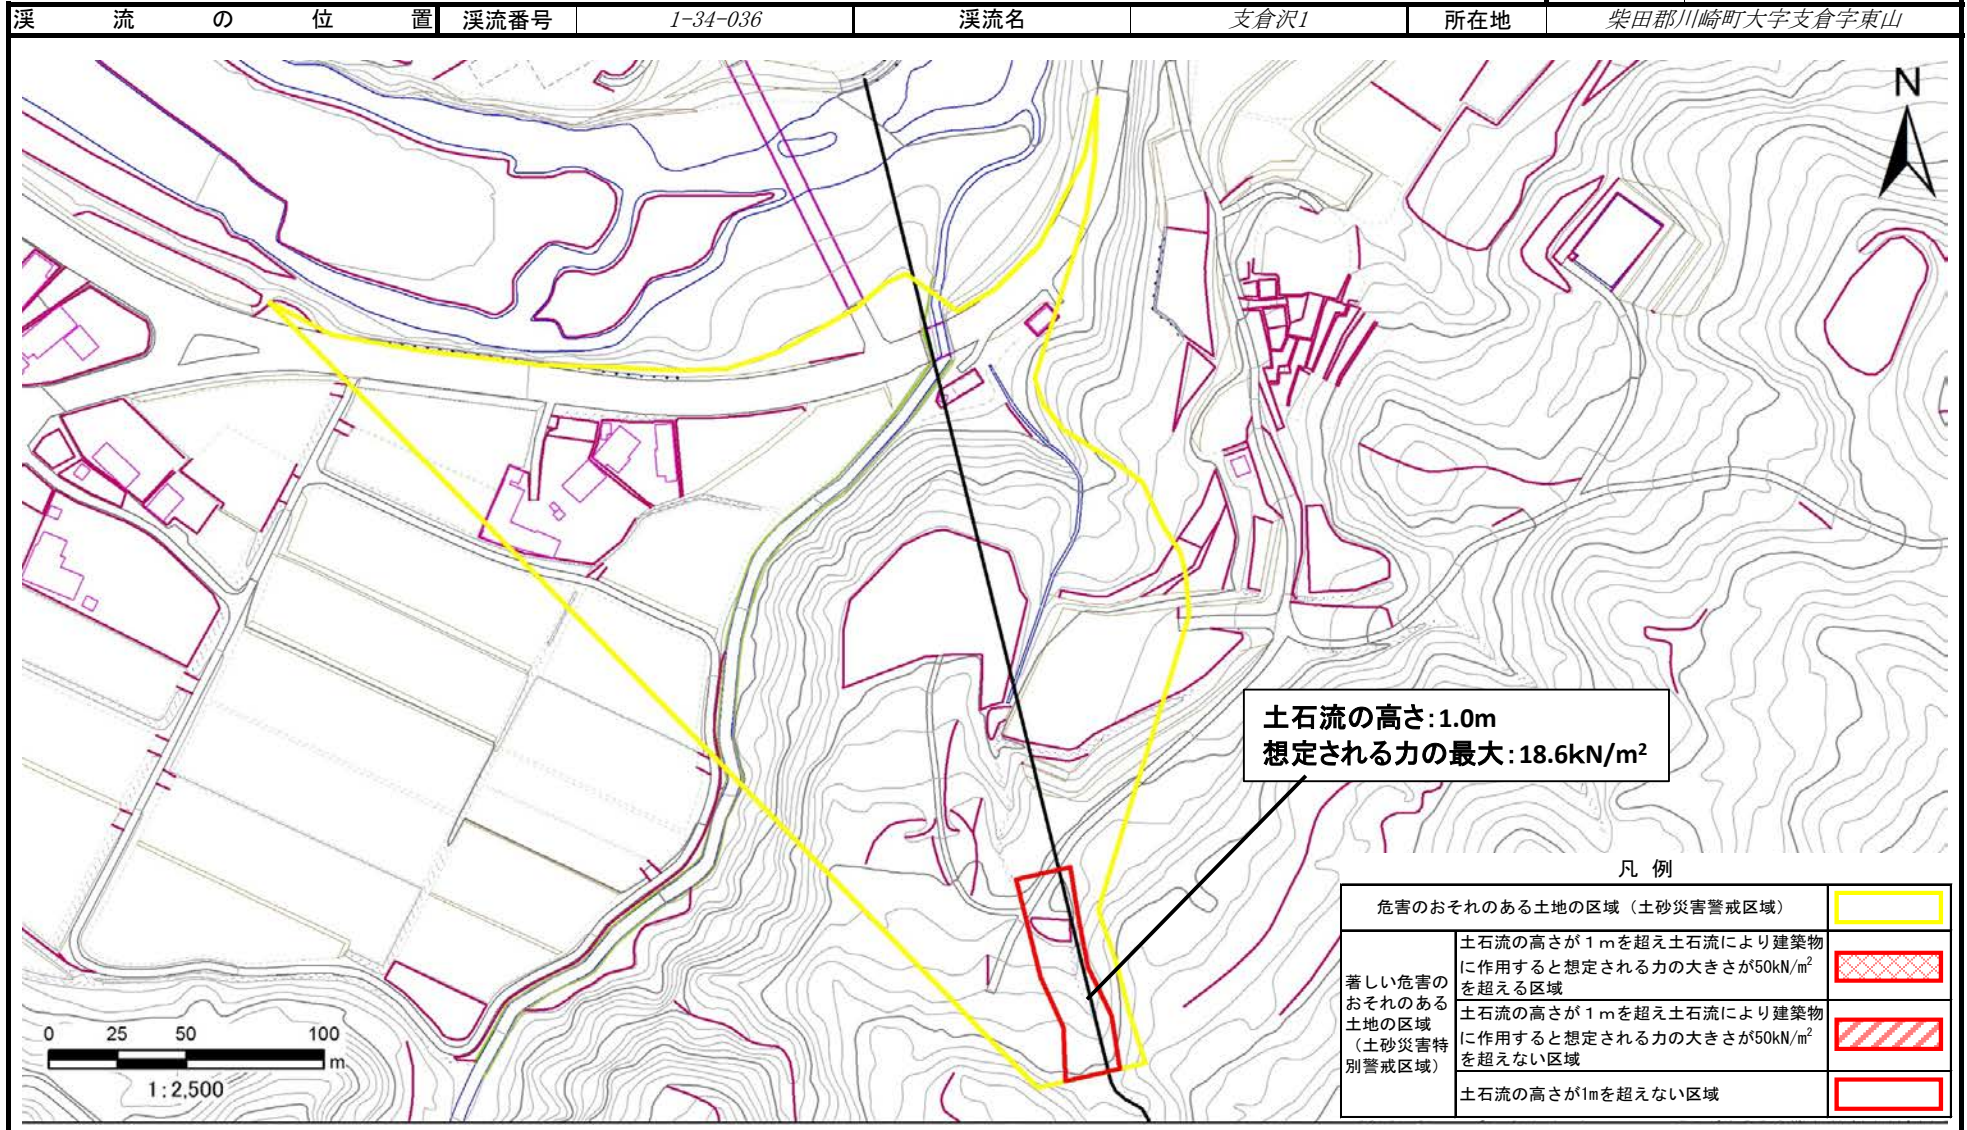 渓流の位置 渓流番号 1-34-036 渓流名 支倉沢1 所在地 柴田郡川崎町大字支倉字東山
N
土石流の高さ:1.0m
想定される力の最大:18.6kN/m²
凡 例
危害のおそれのある土地の区域（土砂災害警戒区域）
著しい危害の
おそれのある
土地の区域
（土砂災害特
別警戒区域）
土石流の高さが１ｍを超え土石流により建築物
に作用すると想定される力の大きさが50kN/m²
を超える区域
土石流の高さが１ｍを超え土石流により建築物
に作用すると想定される力の大きさが50kN/m²
を超えない区域
土石流の高さが1mを超えない区域
0 25 50 100
m
1:2,500